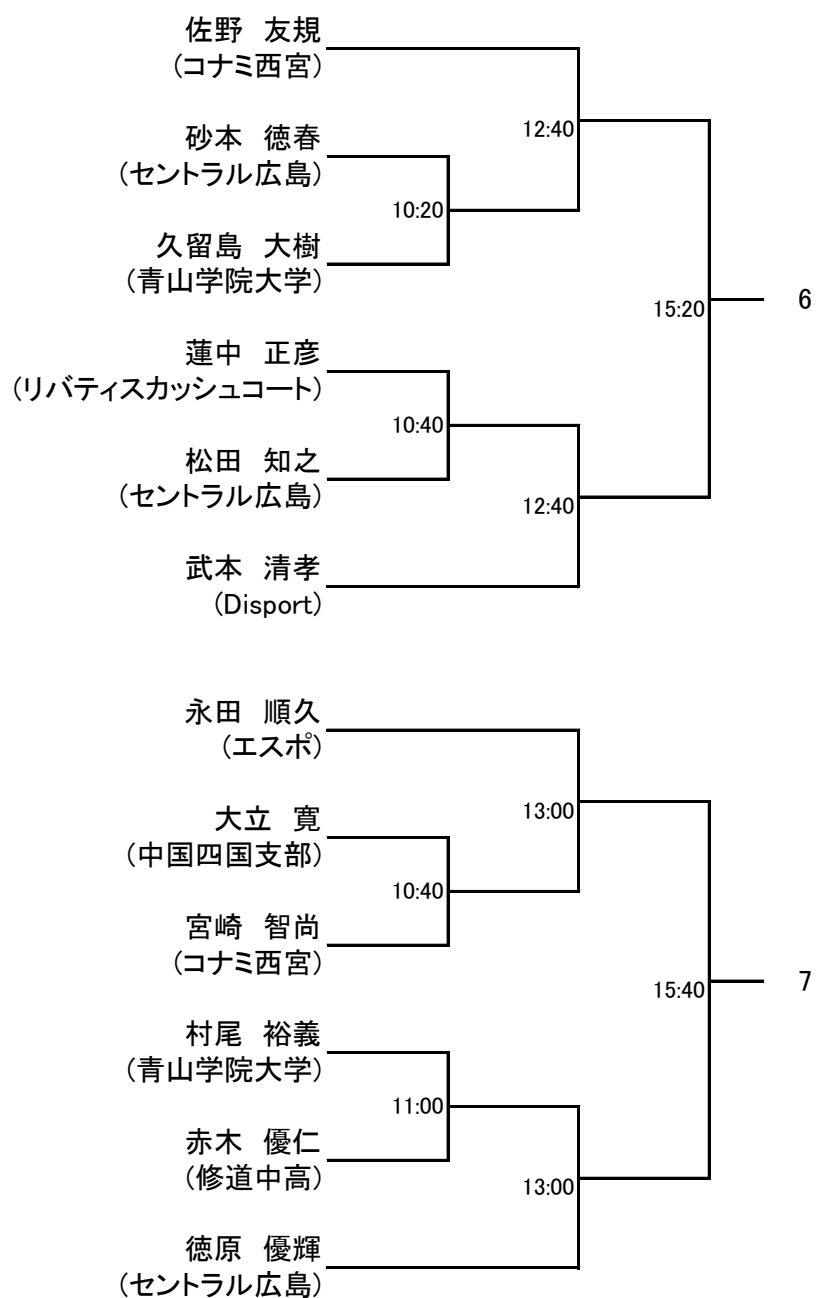 佐野　友規
(コナミ西宮)
12:40
砂本　徳春
(セントラル広島)
10:20
久留島　大樹
(青山学院大学)
15:20
6
蓮中　正彦
(リバティスカッシュコート)
10:40
松田　知之
(セントラル広島)
12:40
武本　清孝
(Disport)
永田　順久
(エスポ)
13:00
大立　寛
(中国四国支部)
10:40
宮崎　智尚
(コナミ西宮)
15:40
7
村尾　裕義
(青山学院大学)
11:00
赤木　優仁
(修道中高)
13:00
徳原　優輝
(セントラル広島)